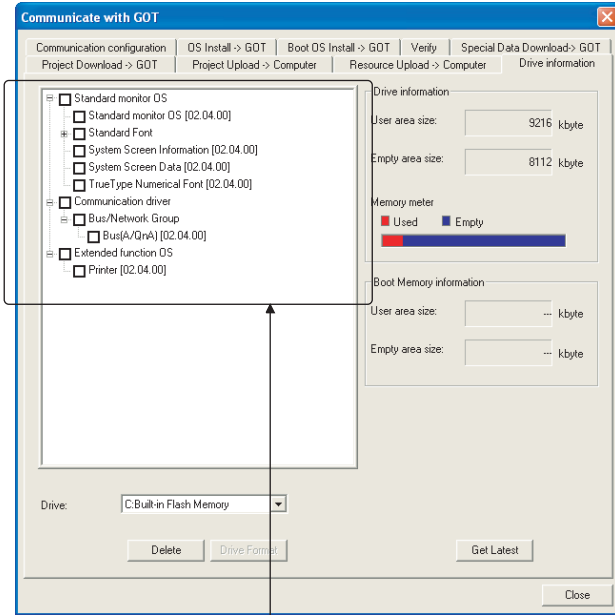 Communicate with GOT
Communication configuration OS Install -> GOT Boot OS Install -> GOT Verify Special Data Download-> GOT
Project Download -> GOT Project Upload -> Computer Resource Upload -> Computer Drive information
Standard monitor OS
Standard monitor OS [02.04.00]
Standard Font
System Screen Information [02.04.00]
System Screen Data [02.04.00]
TrueType Numerical Font [02.04.00]
Communication driver
Bus/Network Group
Bus(A/QnA) [02.04.00]
Extended function OS
Printer [02.04.00]
Drive information
User area size: 9216 kbyte
Empty area size: 8112 kbyte
Memory meter
Used Empty
Boot Memory information
User area size: --- kbyte
Empty area size: --- kbyte
Drive: C:Built-in Flash Memory
Delete Drive Format Get Latest
Close